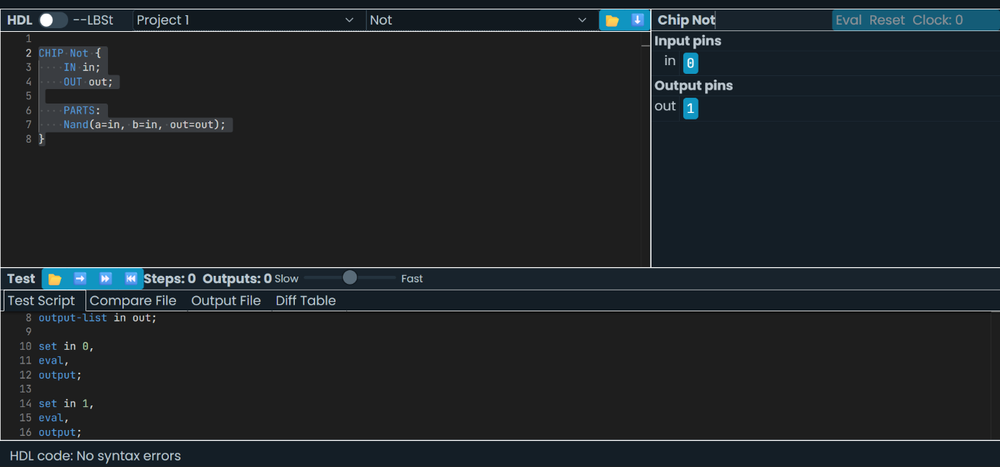 HDL --LBSt Project 1 Not Chip Not Eval Reset Clock: 0
1
2 CHIP Not {
3     IN in;
4     OUT out;
5
6     PARTS:
7     Nand(a=in, b=in, out=out);
8 }
Input pins
in 0
Output pins
out 1
Test Steps: 0 Outputs: 0 Slow Fast
Test Script Compare File Output File Diff Table
8 output-list in out;
9
10 set in 0,
11 eval,
12 output;
13
14 set in 1,
15 eval,
16 output;
HDL code: No syntax errors